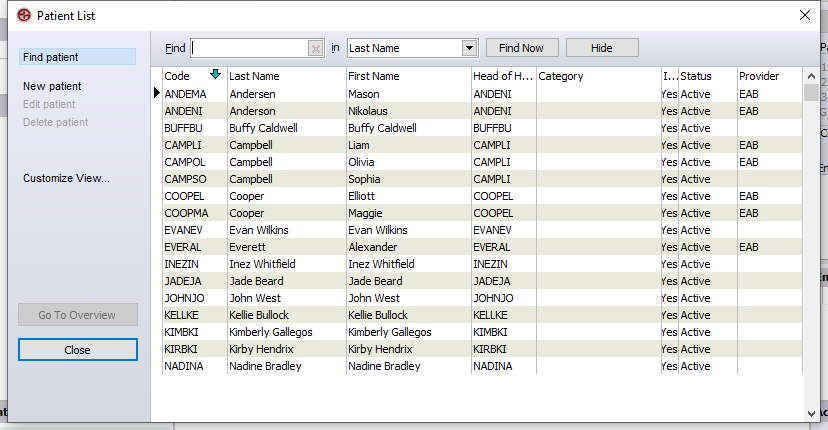 Patient List
Find patient
New patient
Edit patient
Delete patient
Customize View...
Go To Overview
Close
Find in Last Name Find Now Hide
Code Last Name First Name Head of H... Category I... Status Provider
ANDEMA Andersen Mason ANDENI Yes Active EAB
ANDENI Anderson Nikolaus ANDENI Yes Active EAB
BUFFBU Buffy Caldwell Buffy Caldwell BUFFBU Yes Active
CAMPLI Campbell Liam CAMPLI Yes Active EAB
CAMPOL Campbell Olivia CAMPLI Yes Active EAB
CAMPSO Campbell Sophia CAMPLI Yes Active
COOPEL Cooper Elliott COOPEL Yes Active EAB
COOPMA Cooper Maggie COOPEL Yes Active EAB
EVANEV Evan Wilkins Evan Wilkins EVANEV Yes Active
EVERAL Everett Alexander EVERAL Yes Active EAB
INEZIN Inez Whitfield Inez Whitfield INEZIN Yes Active
JADEJA Jade Beard Jade Beard JADEJA Yes Active
JOHNJO John West John West JOHNJO Yes Active
KELLKE Kellie Bullock Kellie Bullock KELLKE Yes Active
KIMBKI Kimberly Gallegos Kimberly Gallegos KIMBKI Yes Active
KIRBKI Kirby Hendrix Kirby Hendrix KIRBKI Yes Active
NADINA Nadine Bradley Nadine Bradley NADINA Yes Active